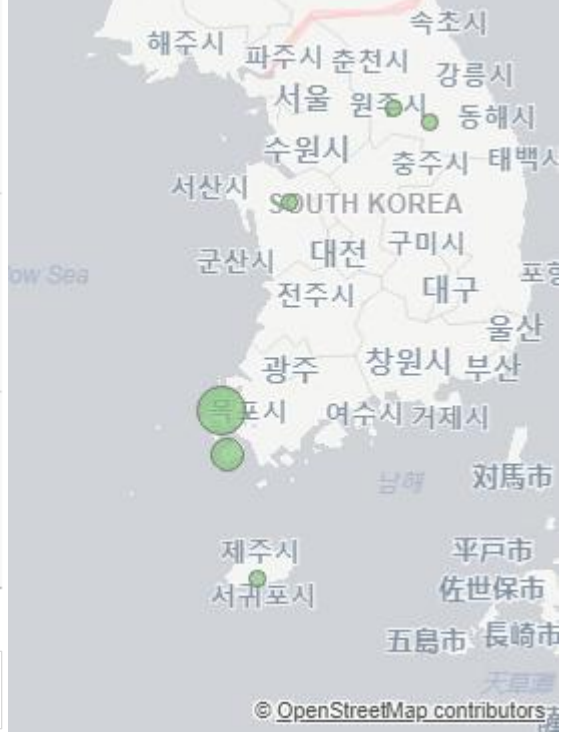 속초시
해주시
파주시 춘천시
강릉시
서울
원주시
동해시
수원시
충주시
태백시
서산시
SOUTH KOREA
군산시
대전
구미시
ow Sea
포항
전주시
대구
울산
광주
창원시
부산
목포시
여수시
거제시
남해
対馬市
제주시
平戸市
서귀포시
佐世保市
五島市
長崎市
天草灘
© OpenStreetMap contributors